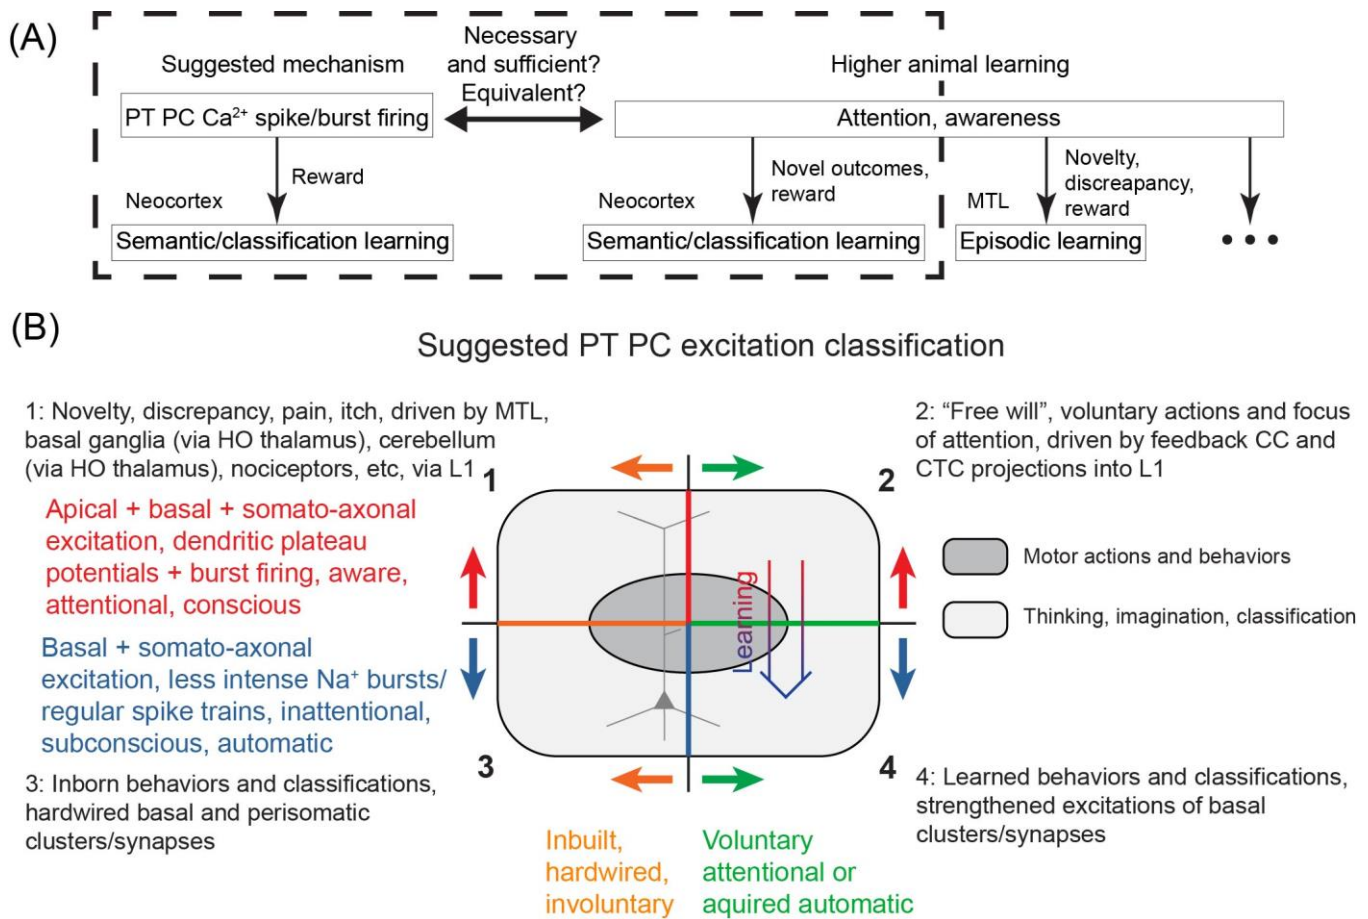 (A)
Suggested mechanism
Necessary
and sufficient?
Equivalent?
Higher animal learning
PT PC Ca²⁺ spike/burst firing
Attention, awareness
Reward
Novel outcomes,
reward
Novelty,
discreapancy,
reward
Neocortex
Neocortex
MTL
Semantic/classification learning
Semantic/classification learning
Episodic learning
•••
(B)
Suggested PT PC excitation classification
1: Novelty, discrepancy, pain, itch, driven by MTL,
basal ganglia (via HO thalamus), cerebellum
(via HO thalamus), nociceptors, etc, via L1
2: “Free will”, voluntary actions and focus
of attention, driven by feedback CC and
CTC projections into L1
1
2
Apical + basal + somato-axonal
excitation, dendritic plateau
potentials + burst firing, aware,
attentional, conscious
Motor actions and behaviors
Thinking, imagination, classification
Learning
Basal + somato-axonal
excitation, less intense Na⁺ bursts/
regular spike trains, inattentional,
subconscious, automatic
3
4
3: Inborn behaviors and classifications,
hardwired basal and perisomatic
clusters/synapses
4: Learned behaviors and classifications,
strengthened excitations of basal
clusters/synapses
Inbuilt,
hardwired,
involuntary
Voluntary
attentional or
aquired automatic